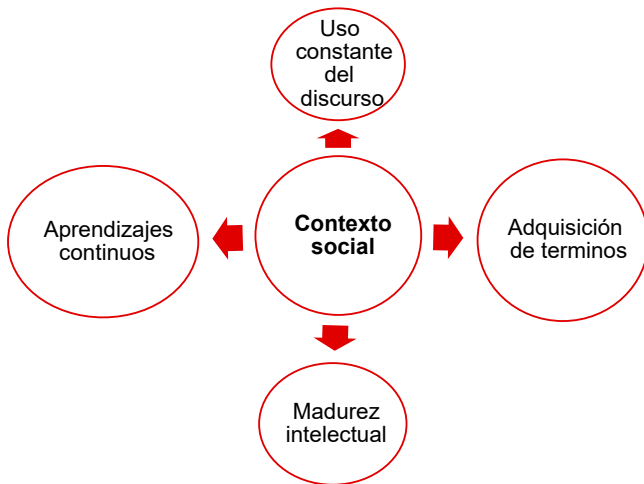 Uso
constante
del
discurso
Aprendizajes
continuos
Contexto
social
Adquisición
de terminos
Madurez
intelectual